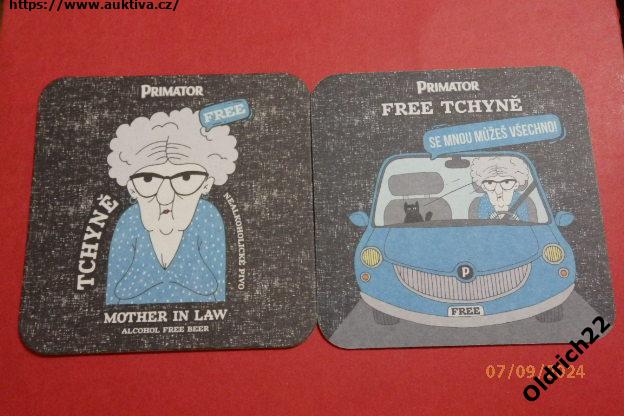 https://www.auktiva.cz/
PRIMATOR
FREE
TCHYNĚ
NEALKOHOLICKÉ PIVO
MOTHER IN LAW
ALCOHOL FREE BEER
PRIMATOR
FREE TCHYNĚ
SE MNOU MŮŽEŠ VŠECHNO!
P
FREE
07/09/2024
Oldrich22